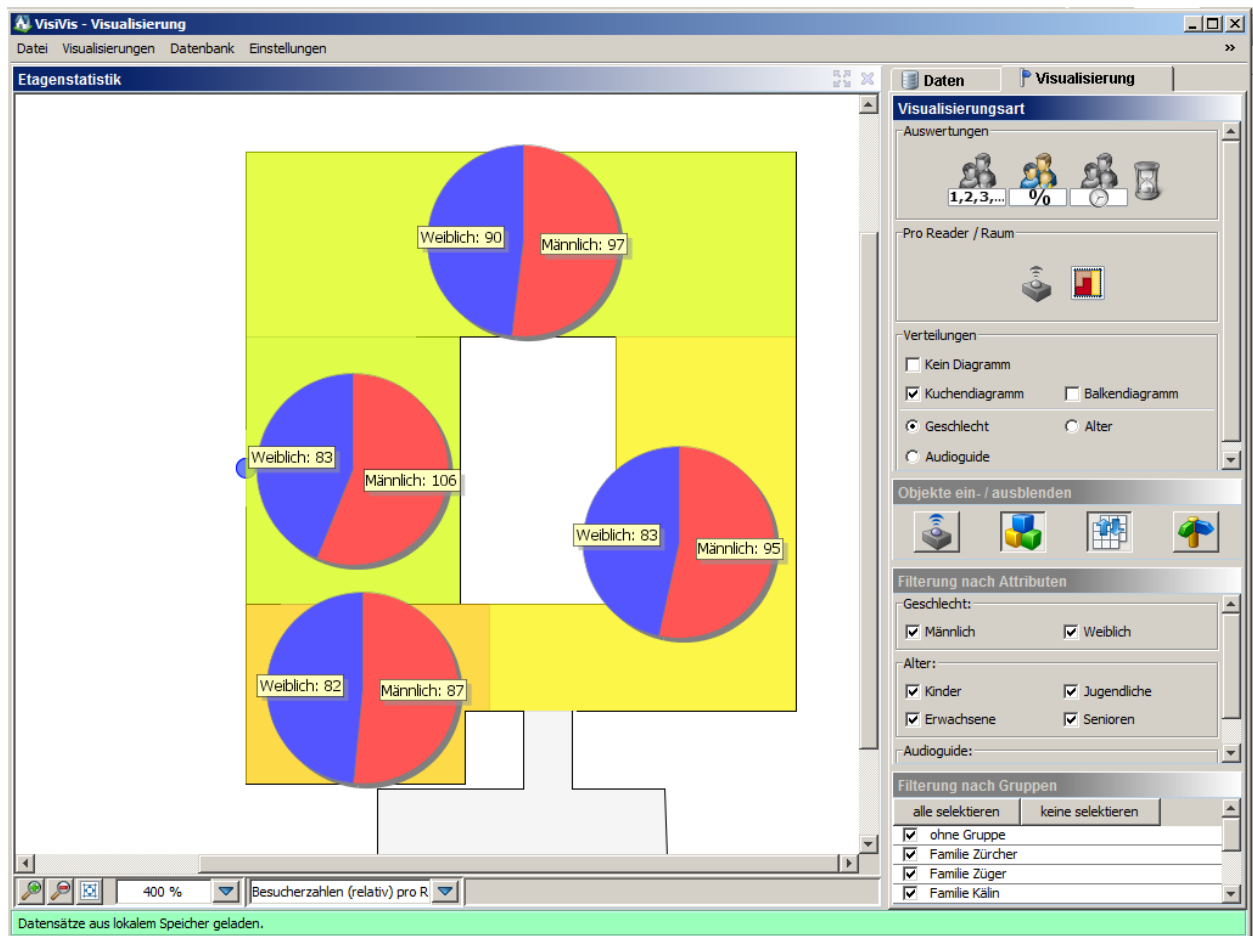 VisiVis - Visualisierung
Datei Visualisierungen Datenbank Einstellungen »
Etagenstatistik
Weiblich: 90
Männlich: 97
Weiblich: 83
Männlich: 106
Weiblich: 83
Männlich: 95
Weiblich: 82
Männlich: 87
400 %
Besucherzahlen (relativ) pro R
Datensätze aus lokalem Speicher geladen.
Daten
Visualisierung
Visualisierungsart
Auswertungen
1,2,3,... %
Pro Reader / Raum
Verteilungen
Kein Diagramm
Kuchendiagramm Balkendiagramm
Geschlecht Alter
Audioguide
Objekte ein- / ausblenden
Filterung nach Attributen
Geschlecht:
Männlich Weiblich
Alter:
Kinder Jugendliche
Erwachsene Senioren
Audioguide:
Filterung nach Gruppen
alle selektieren keine selektieren
ohne Gruppe
Familie Zürcher
Familie Züger
Familie Kälin